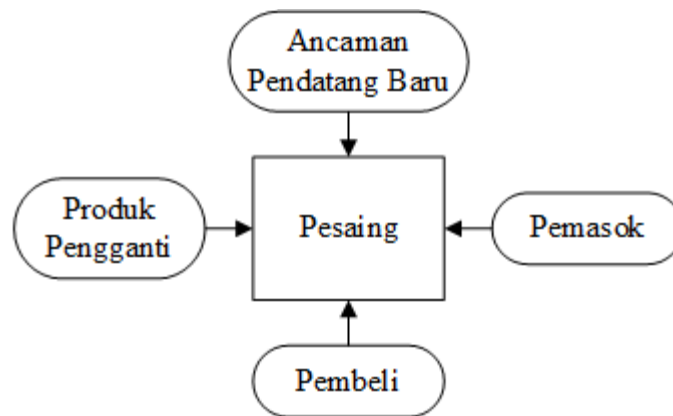 Ancaman
Pendatang Baru
Produk
Pengganti
Pesaing
Pemasok
Pembeli